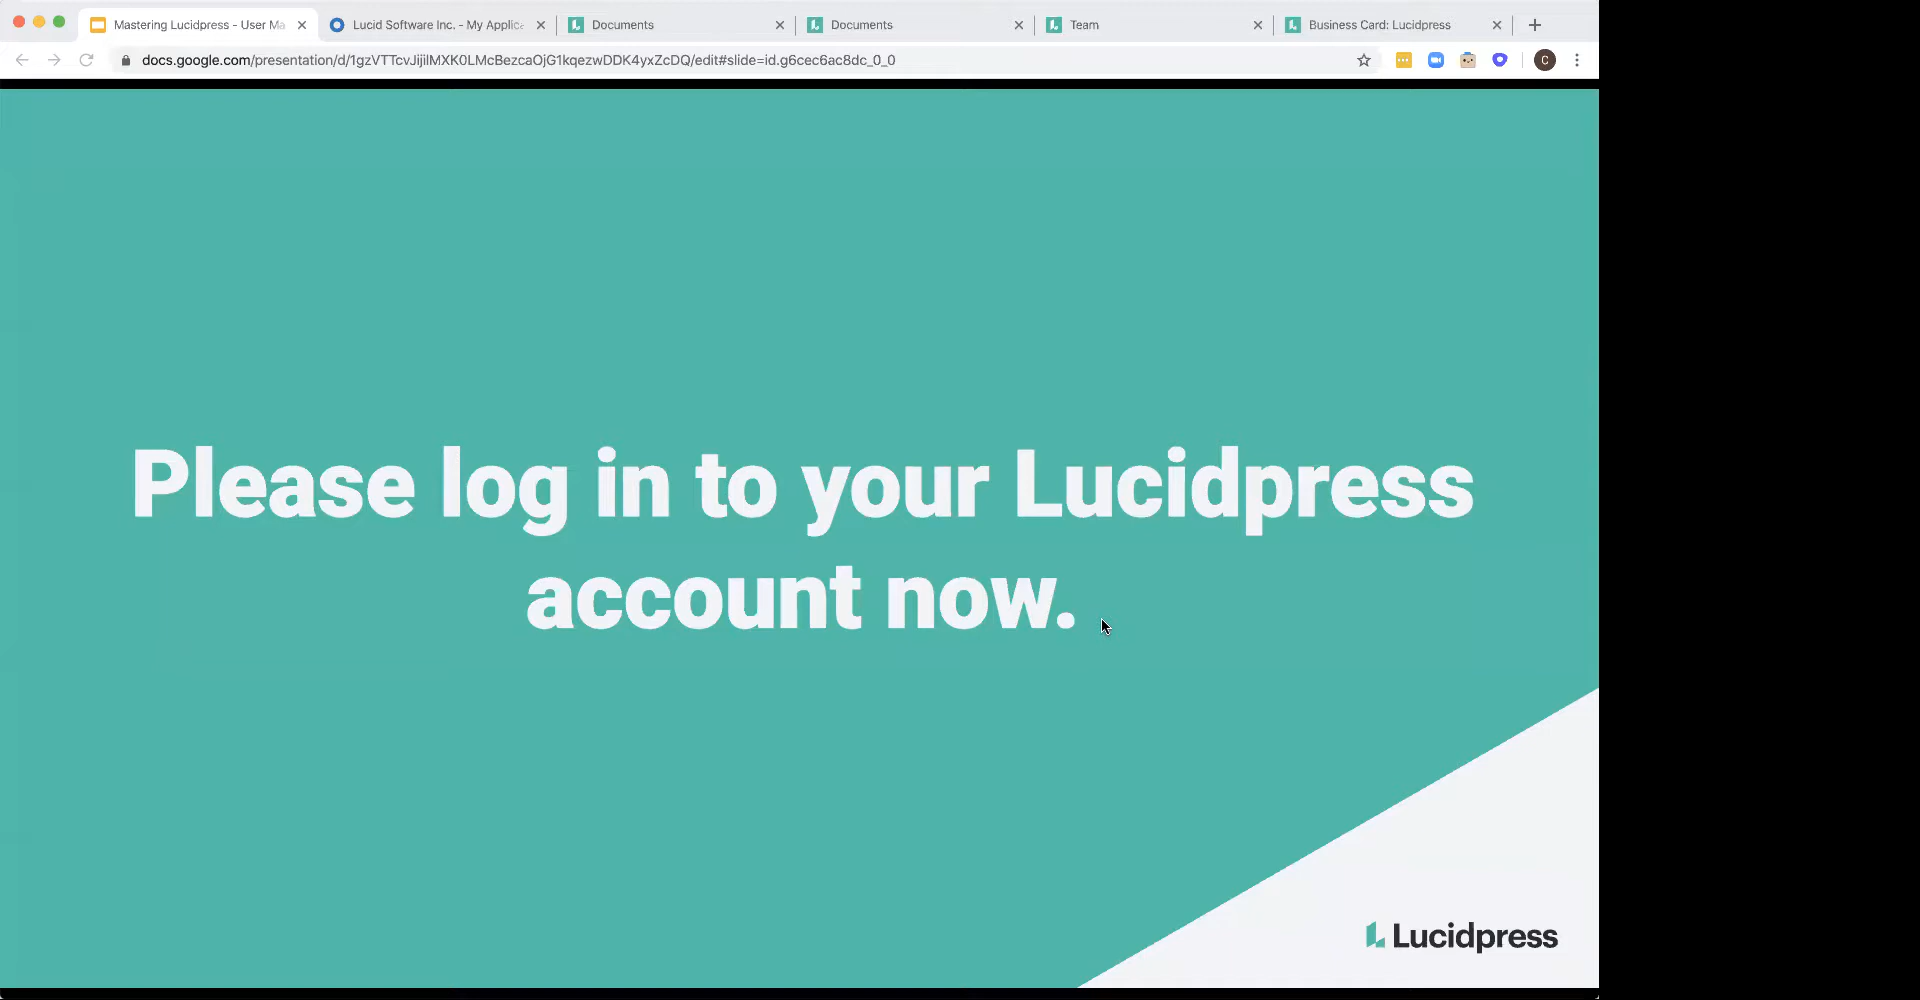 Mastering Lucidpress - User Ma
Lucid Software Inc. - My Applic
Documents
Documents
Team
Business Card: Lucidpress
docs.google.com/presentation/d/1gzVTTcvJijilMXK0LMcBezcaOjG1kqezwDDK4yxZcDQ/edit#slide=id.g6cec6ac8dc_0_0
C
Please log in to your Lucidpress
account now.
Lucidpress